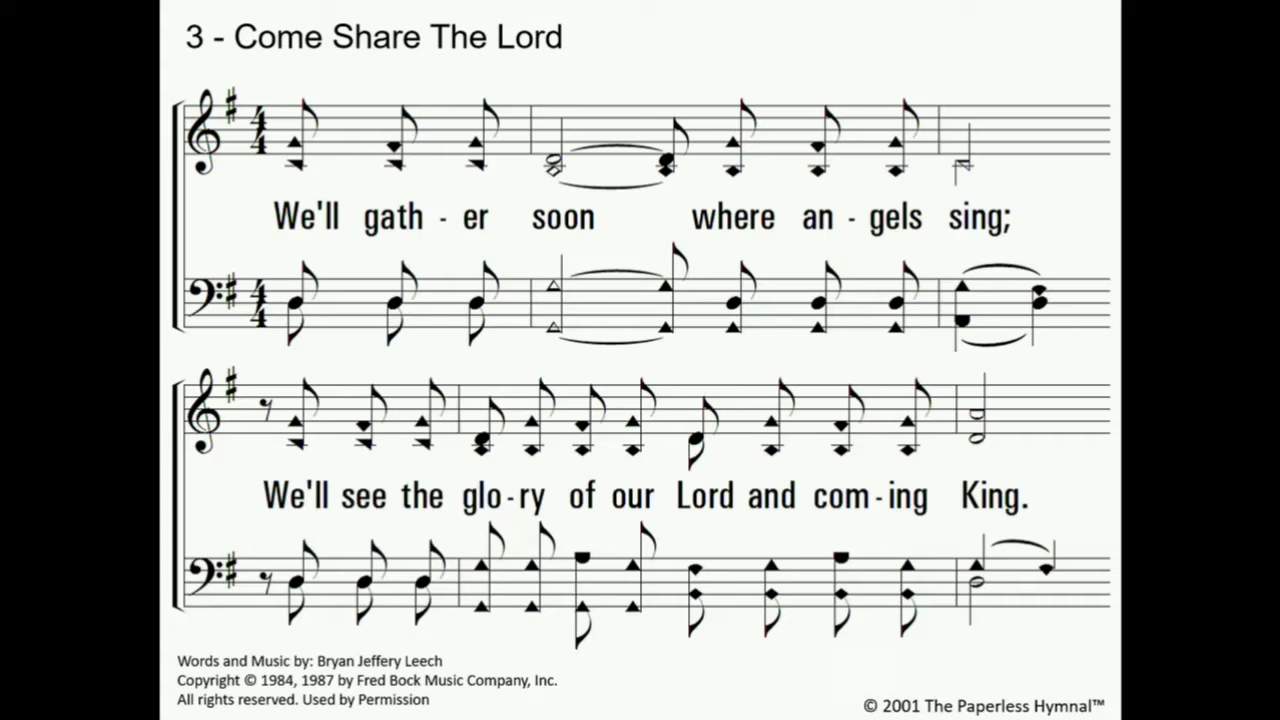 3 - Come Share The Lord
We'll gath - er soon where an - gels sing;
We'll see the glo - ry of our Lord and com - ing King.
Words and Music by: Bryan Jeffery Leech
Copyright © 1984, 1987 by Fred Bock Music Company, Inc.
All rights reserved. Used by Permission
© 2001 The Paperless Hymnal™